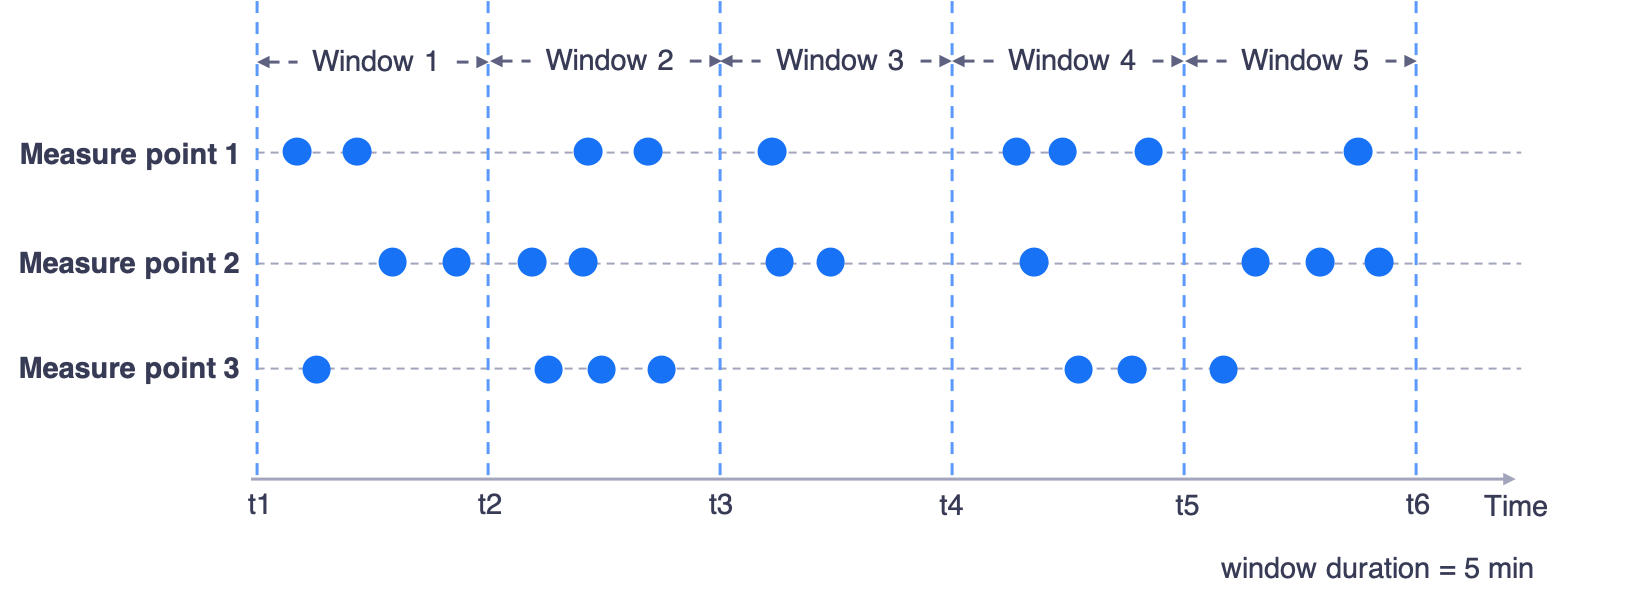 Window 1 Window 2 Window 3 Window 4 Window 5
Measure point 1
Measure point 2
Measure point 3
t1 t2 t3 t4 t5 t6 Time
window duration = 5 min